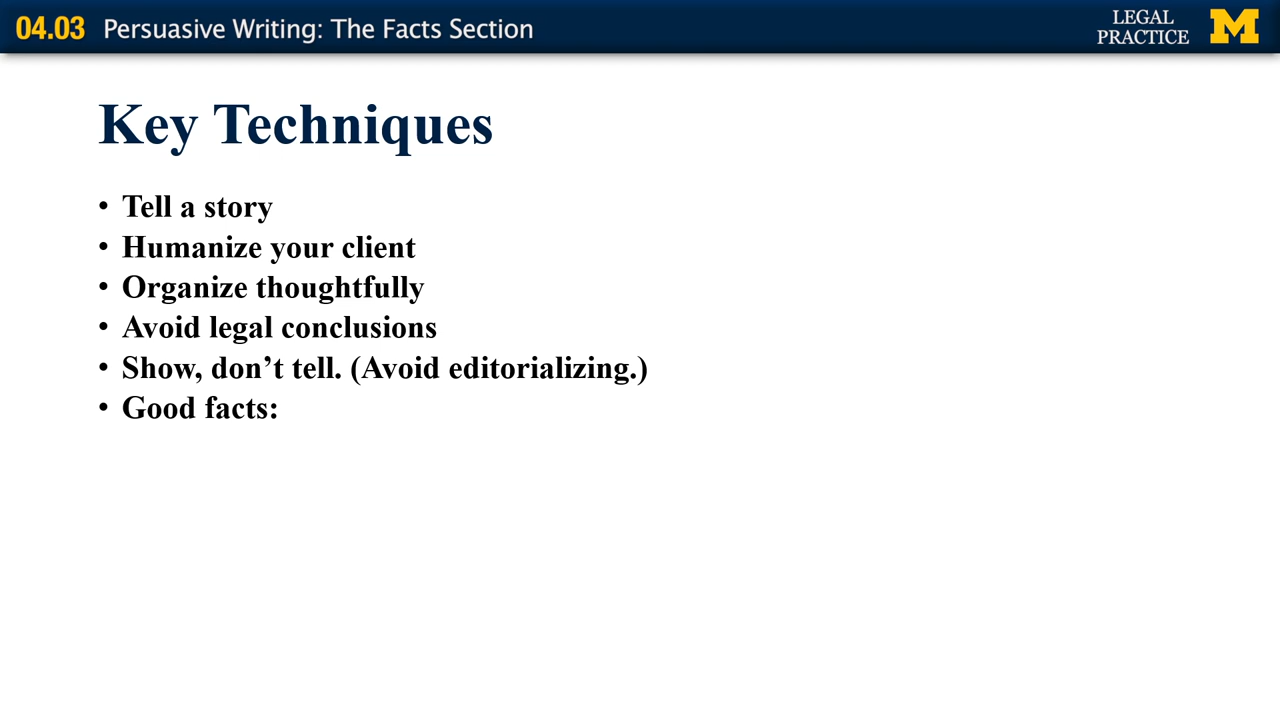 04.03 Persuasive Writing: The Facts Section
LEGAL
PRACTICE
M
Key Techniques
• Tell a story
• Humanize your client
• Organize thoughtfully
• Avoid legal conclusions
• Show, don’t tell. (Avoid editorializing.)
• Good facts: